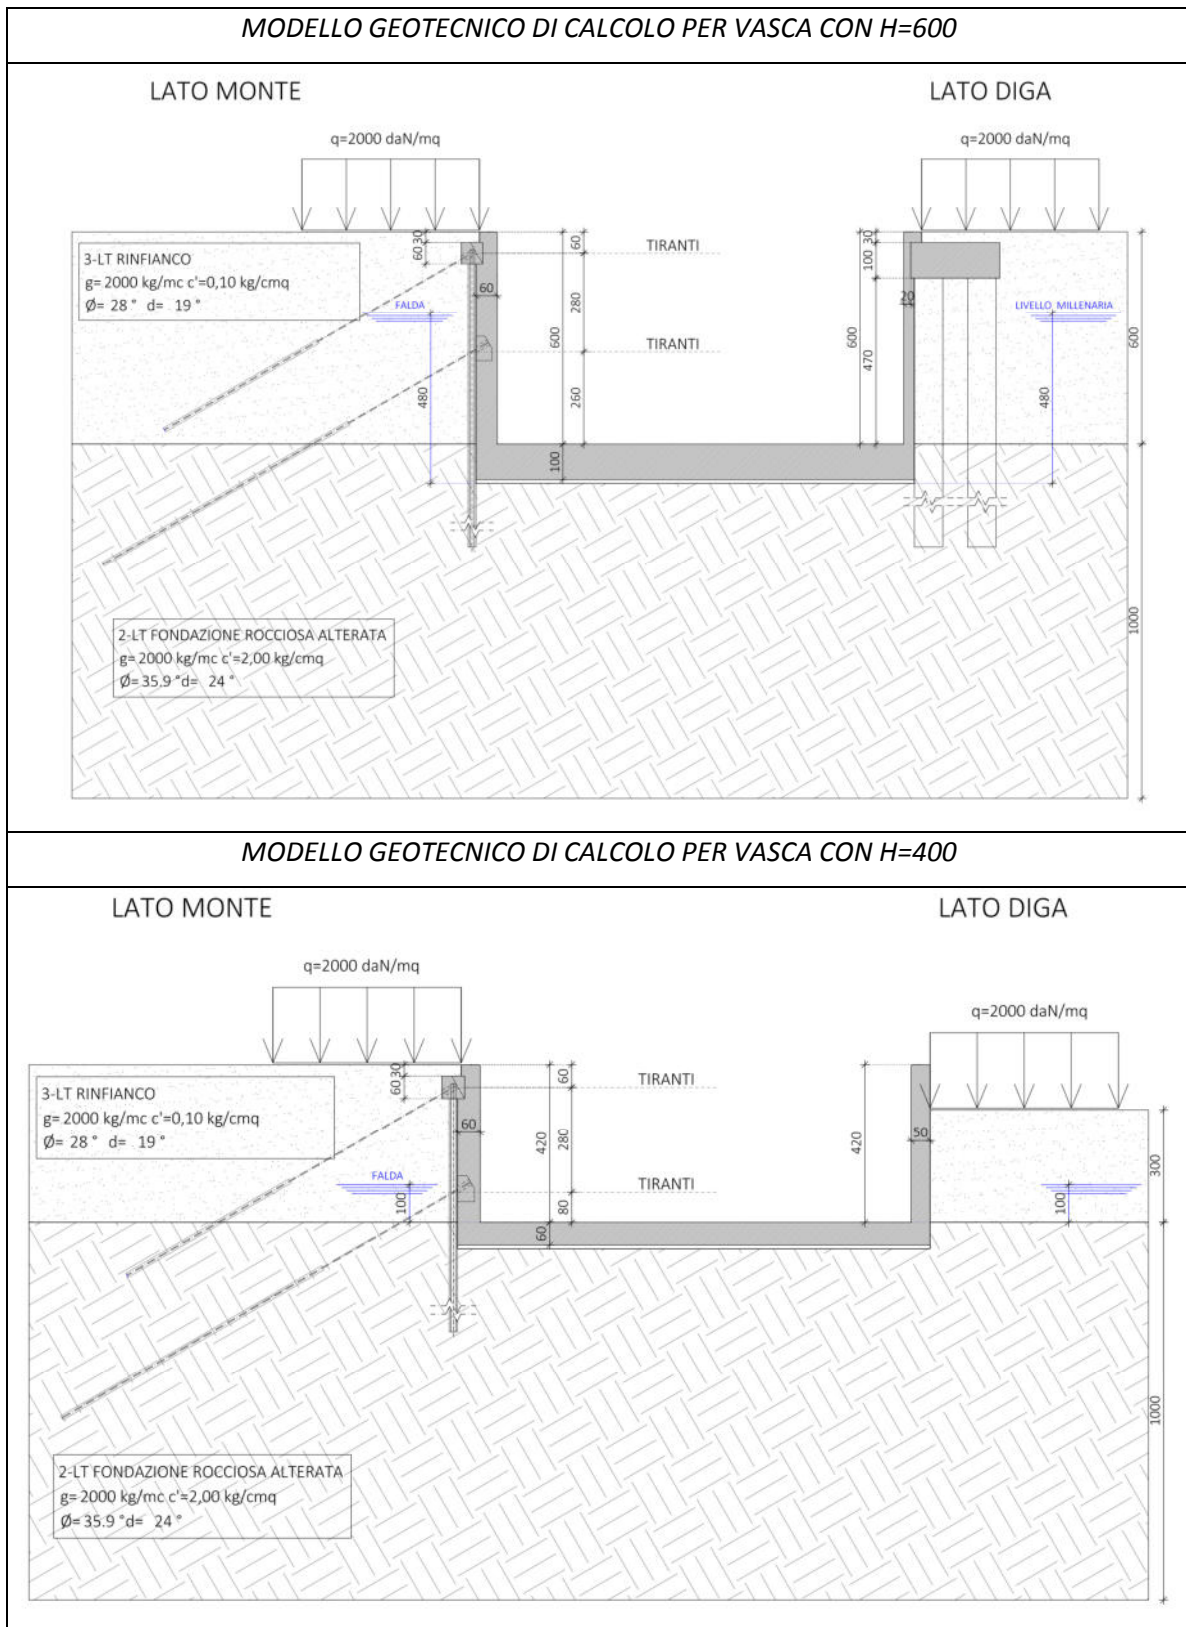 MODELLO GEOTECNICO DI CALCOLO PER VASCA CON H=600
LATO MONTE
LATO DIGA
q=2000 daN/mq
q=2000 daN/mq
3-LT RINFIANCO
g= 2000 kg/mc c'=0,10 kg/cmq
Ø= 28 ° d= 19 °
30
60
60
TIRANTI
60
280
FALDA
600
TIRANTI
480
260
100
30
100
20
600
470
LIVELLO MILLENARIA
480
600
2-LT FONDAZIONE ROCCIOSA ALTERATA
g= 2000 kg/mc c'=2,00 kg/cmq
Ø= 35.9 ° d= 24 °
1000
MODELLO GEOTECNICO DI CALCOLO PER VASCA CON H=400
LATO MONTE
LATO DIGA
q=2000 daN/mq
q=2000 daN/mq
3-LT RINFIANCO
g= 2000 kg/mc c'=0,10 kg/cmq
Ø= 28 ° d= 19 °
30
60
60
TIRANTI
60
420
280
420
50
300
FALDA
100
TIRANTI
80
60
100
1000
2-LT FONDAZIONE ROCCIOSA ALTERATA
g= 2000 kg/mc c'=2,00 kg/cmq
Ø= 35.9 ° d= 24 °